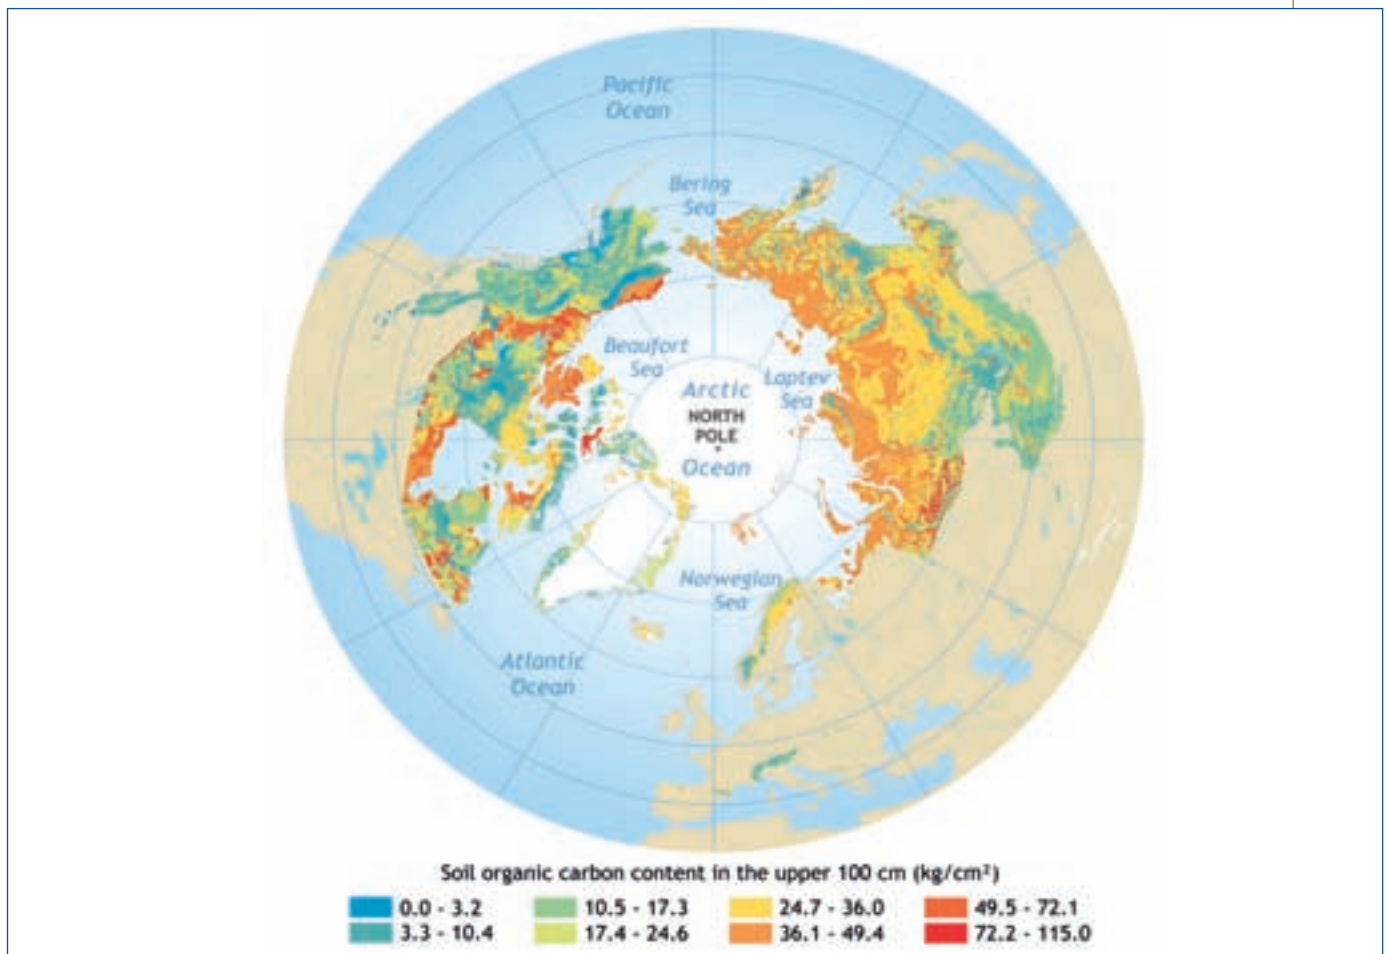 Pacific
Ocean
Bering
Sea
Beaufort
Sea
Laptev
Sea
Arctic
NORTH
POLE
Ocean
Norwegian
Sea
Atlantic
Ocean
Soil organic carbon content in the upper 100 cm (kg/cm²)
0.0 - 3.2
10.5 - 17.3
24.7 - 36.0
49.5 - 72.1
3.3 - 10.4
17.4 - 24.6
36.1 - 49.4
72.2 - 115.0